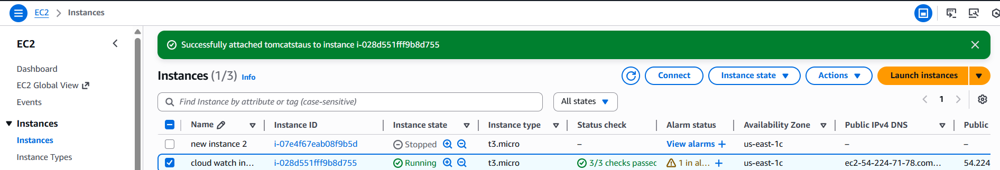 EC2 > Instances
EC2
Dashboard
EC2 Global View
Events
Instances
Instances
Instance Types
Successfully attached tomcatstaus to instance i-028d551fff9b8d755
Instances (1/3) Info
Connect
Instance state
Actions
Launch instances
Find Instance by attribute or tag (case-sensitive)
All states
1
Name Instance ID Instance state Instance type Status check Alarm status Availability Zone Public IPv4 DNS Public
new instance 2 i-07e4f67eab08f9b5d Stopped t3.micro – View alarms + us-east-1c – –
cloud watch in... i-028d551fff9b8d755 Running t3.micro 3/3 checks passed 1 in al... + us-east-1c ec2-54-224-71-78.com... 54.224